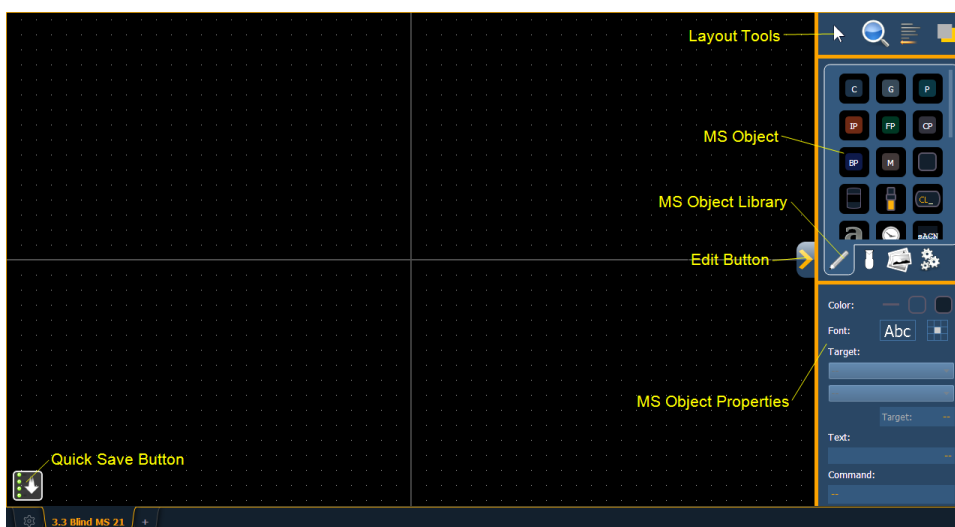 Layout Tools
C G P
MS Object
IP FP CP
BP M
MS Object Library
CL_
a sACN
Edit Button
Color:
Font: Abc
Target:
MS Object Properties
Target: --
Text:
--
Quick Save Button
Command:
--
3.3 Blind MS 21 +